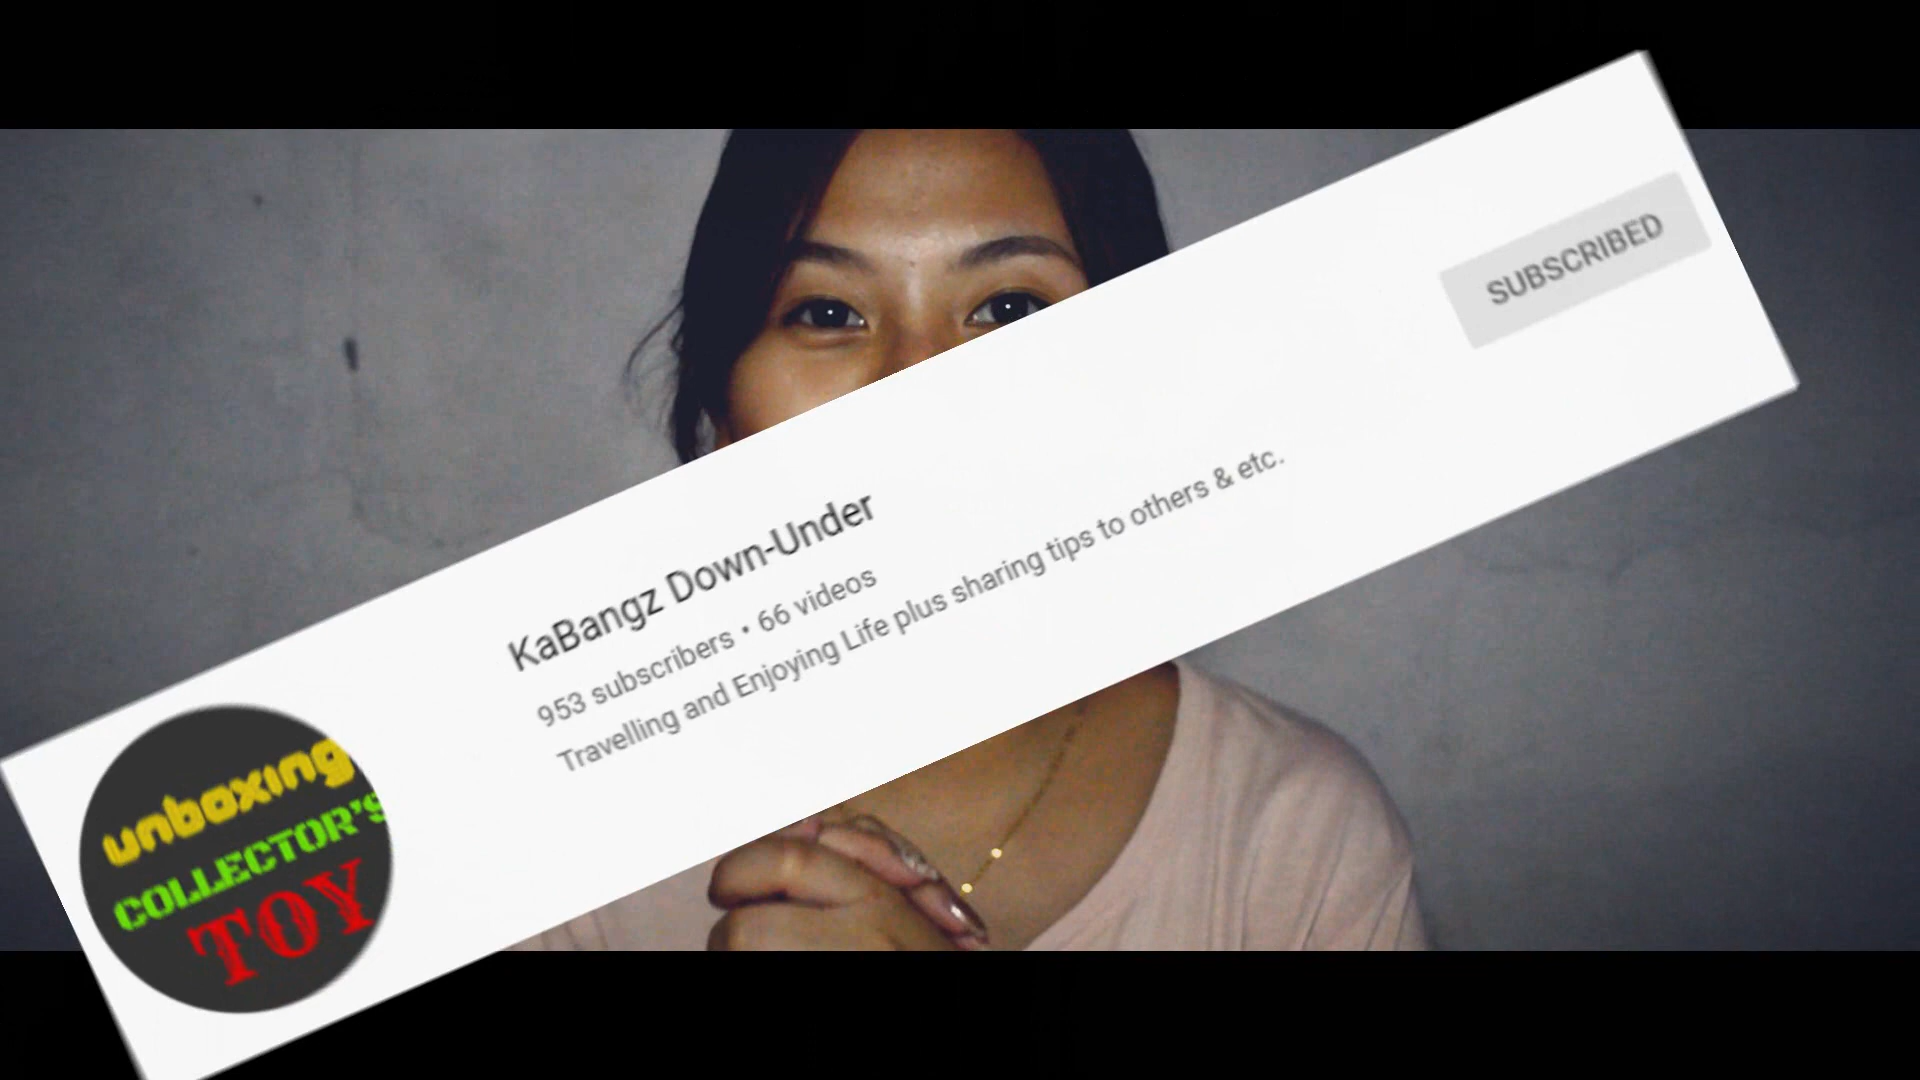 KaBangz Down-Under
953 subscribers • 66 videos
Travelling and Enjoying Life plus sharing tips to others & etc.
SUBSCRIBED
unboxing
COLLECTOR'S
TOY